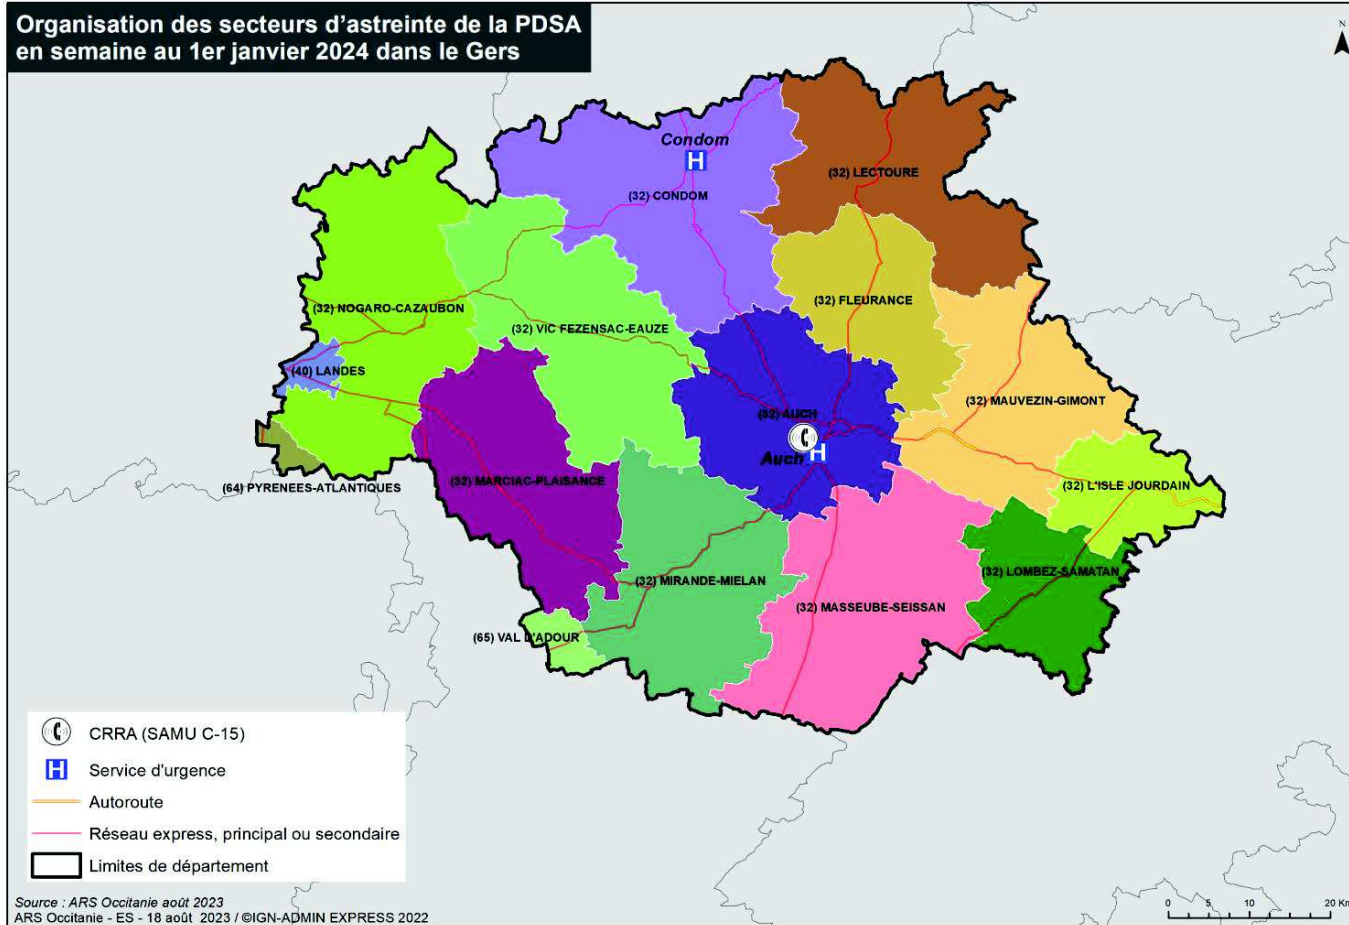 Organisation des secteurs d'astreinte de la PDSA
en semaine au 1er janvier 2024 dans le Gers
N
Condom
H
(32) LECTOURE
(32) CONDOM
(32) FLEURANCE
(32) NOGARO-CAZAUBON
(32) VIC FEZENSAC-EAUZE
(40) LANDES
(32) MAUVEZIN-GIMONT
(32) AUCH
Auch
H
(32) MARCIAC-PLAISANCE
(64) PYRENEES-ATLANTIQUES
(32) L'ISLE JOURDAIN
(32) LOMBEZ-SAMATAN
(32) MIRANDE-MIELAN
(32) MASSEUBE-SEISSAN
(65) VAL D'ADOUR
CRRA (SAMU C-15)
H Service d'urgence
Autoroute
Réseau express, principal ou secondaire
Limites de département
Source : ARS Occitanie août 2023
ARS Occitanie - ES - 18 août 2023 / ©IGN-ADMIN EXPRESS 2022
0 5 10 20 Km